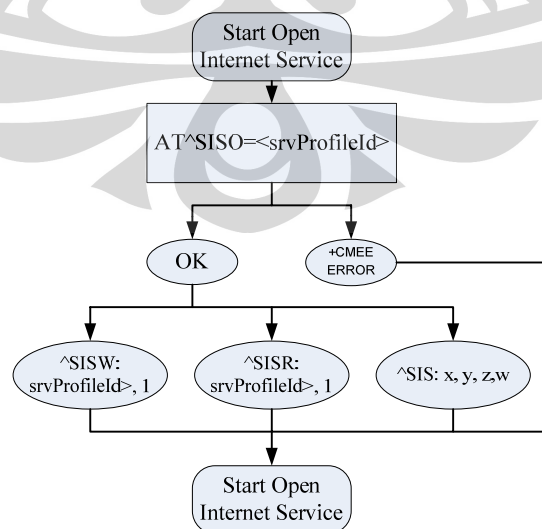 Start Open
Internet Service
AT^SISO=<srvProfileId>
OK
+CMEE
ERROR
^SISW:
srvProfileId>, 1
^SISR:
srvProfileId>, 1
^SIS: x, y, z,w
Start Open
Internet Service